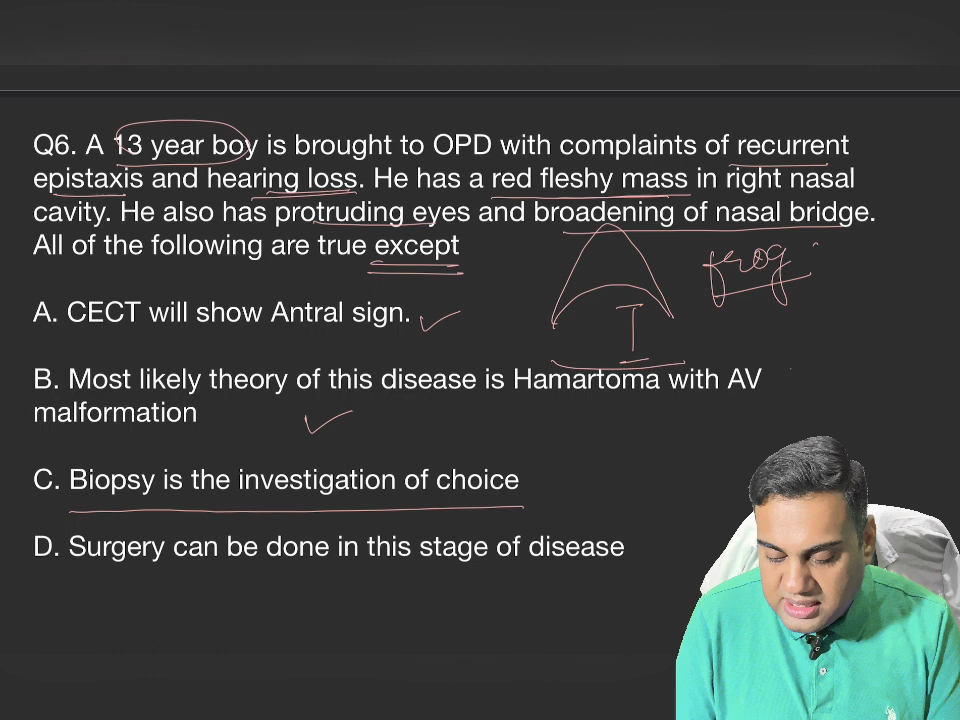 Q6. A 13 year boy is brought to OPD with complaints of recurrent
epistaxis and hearing loss. He has a red fleshy mass in right nasal
cavity. He also has protruding eyes and broadening of nasal bridge.
All of the following are true except
frog
A. CECT will show Antral sign.
B. Most likely theory of this disease is Hamartoma with AV
malformation
C. Biopsy is the investigation of choice
D. Surgery can be done in this stage of disease